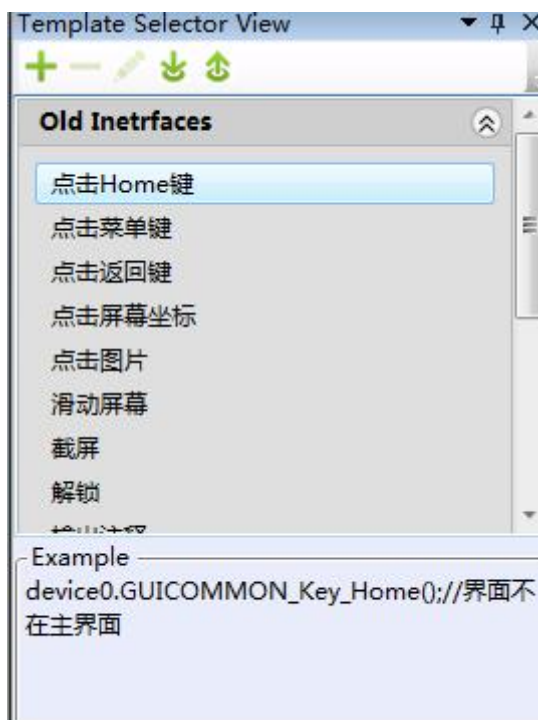 Template Selector View
Old Inetrfaces
点击Home键
点击菜单键
点击返回键
点击屏幕坐标
点击图片
滑动屏幕
截屏
解锁
Example
device0.GUICOMMON_Key_Home();//界面不
在主界面